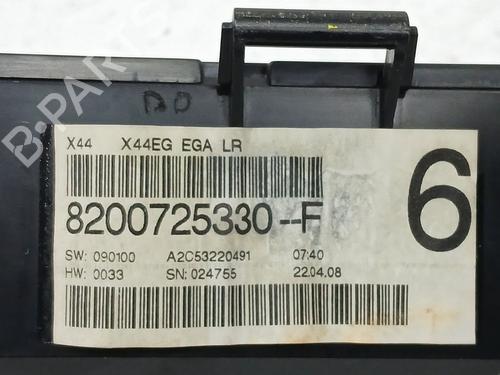 X44 X44EG EGA LR
8200725330--F
6
SW: 090100 A2C53220491 07:40
HW: 0033 SN: 024755 22.04.08
B-PARTS